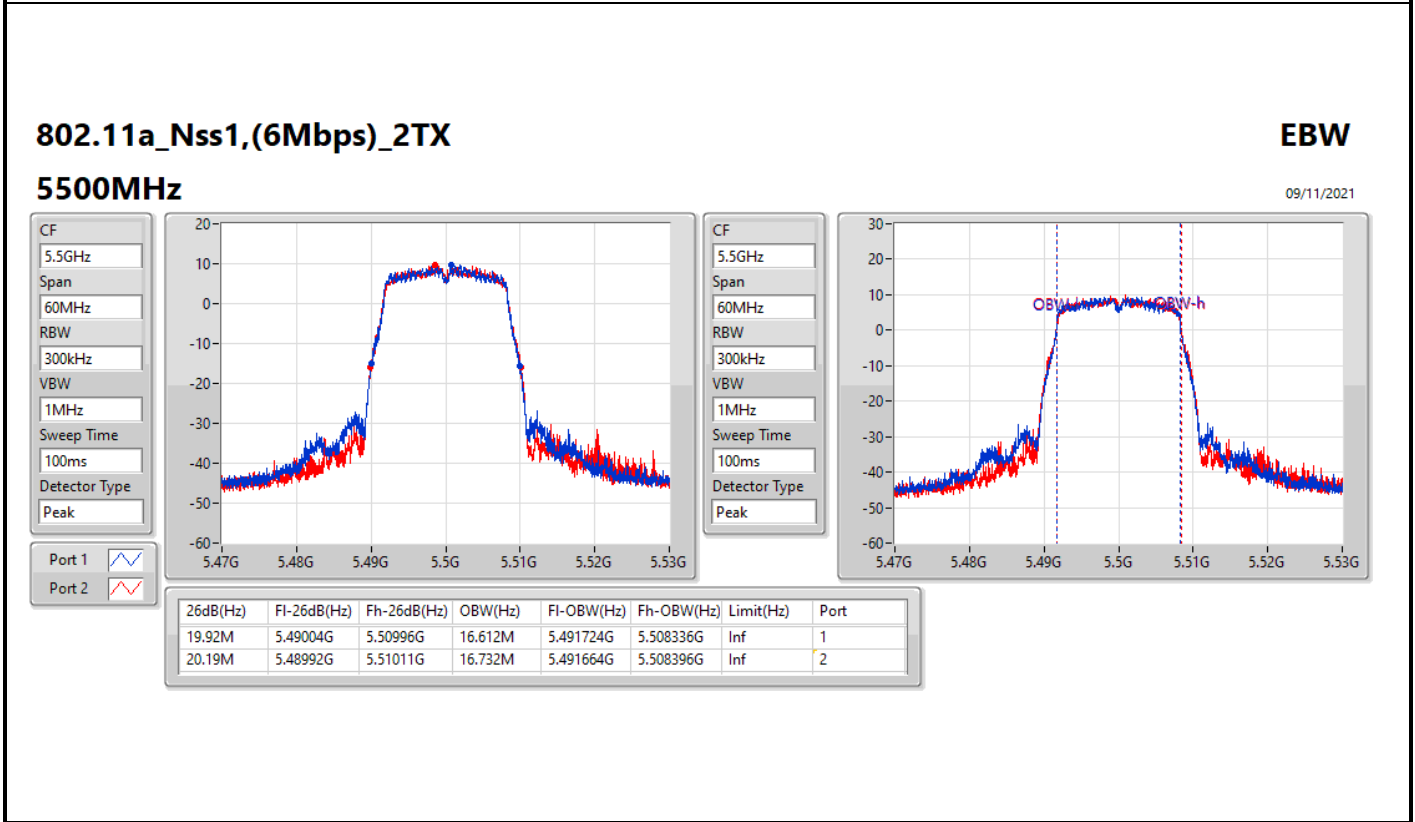 802.11a_Nss1,(6Mbps)_2TX EBW
5500MHz 09/11/2021
CF
5.5GHz
Span
60MHz
RBW
300kHz
VBW
1MHz
Sweep Time
100ms
Detector Type
Peak
Port 1
Port 2
20
10
0
-10
-20
-30
-40
-50
-60
5.47G 5.48G 5.49G 5.5G 5.51G 5.52G 5.53G
CF
5.5GHz
Span
60MHz
RBW
300kHz
VBW
1MHz
Sweep Time
100ms
Detector Type
Peak
30
20
10
0
-10
-20
-30
-40
-50
-60
OBW-h
5.47G 5.48G 5.49G 5.5G 5.51G 5.52G 5.53G
26dB(Hz) Fl-26dB(Hz) Fh-26dB(Hz) OBW(Hz) Fl-OBW(Hz) Fh-OBW(Hz) Limit(Hz) Port
19.92M 5.49004G 5.50996G 16.612M 5.491724G 5.508336G Inf 1
20.19M 5.48992G 5.51011G 16.732M 5.491664G 5.508396G Inf 2